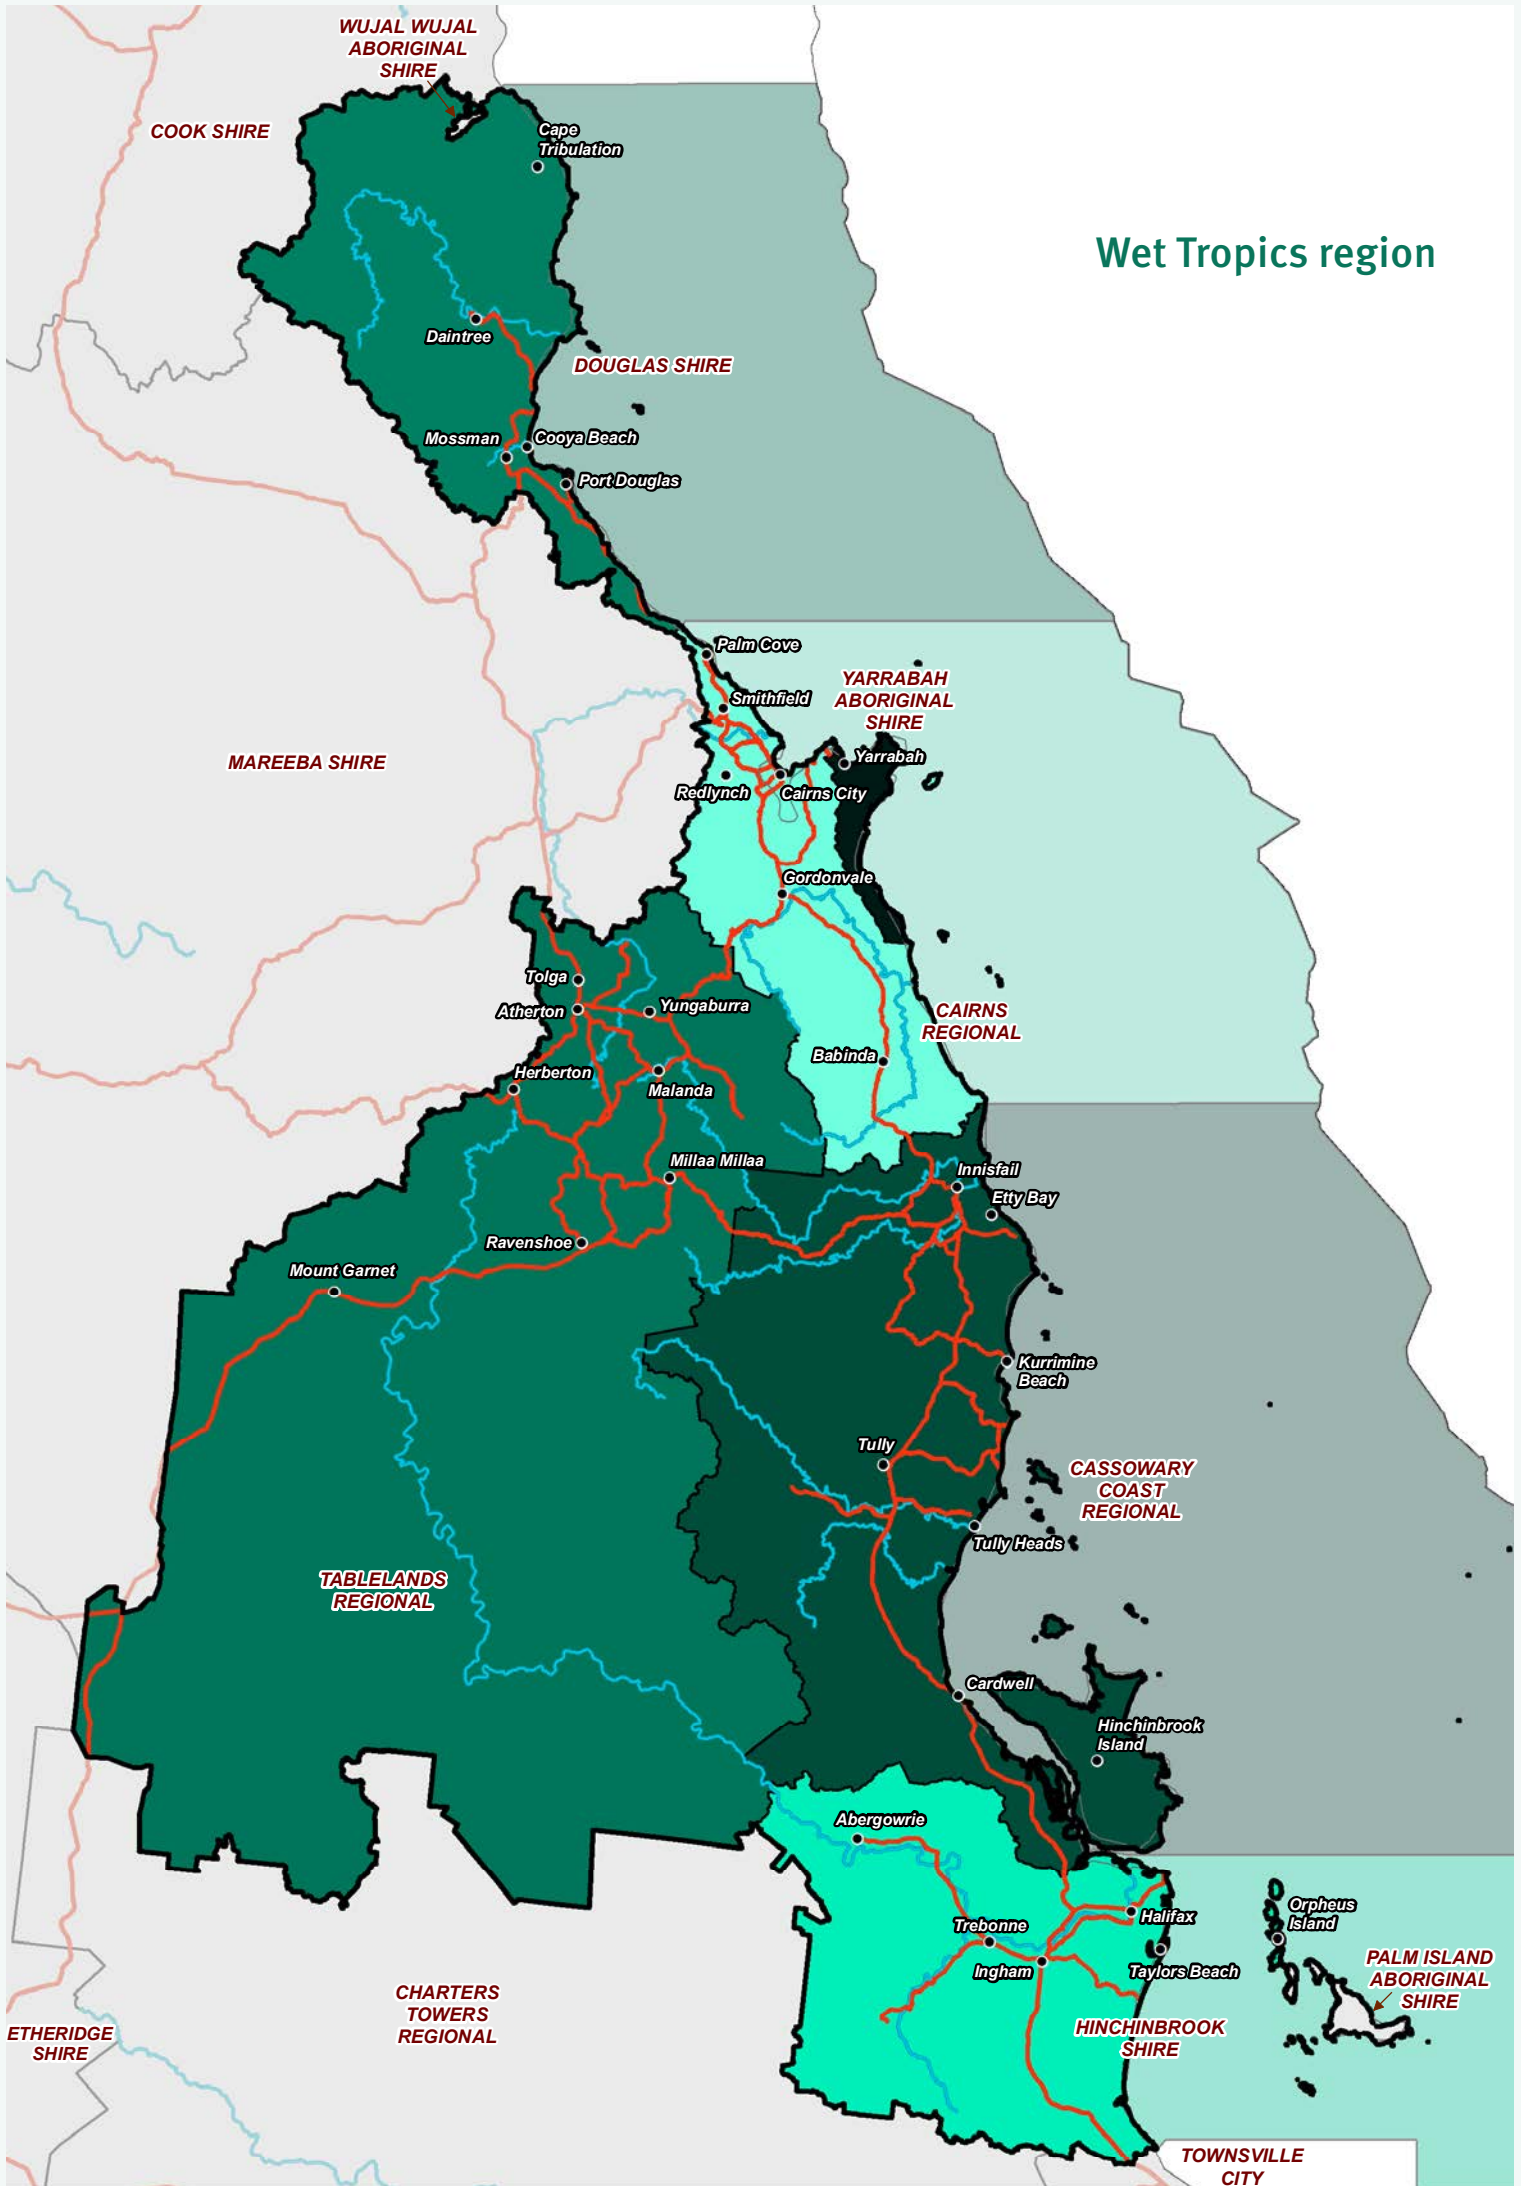 WUJAL WUJAL
ABORIGINAL
SHIRE
COOK SHIRE
Cape
Tribulation
Wet Tropics region
Daintree
DOUGLAS SHIRE
Mossman
Cooya Beach
Port Douglas
Palm Cove
YARRABAH
ABORIGINAL
SHIRE
Smithfield
MAREEBA SHIRE
Yarrabah
Redlynch
Cairns City
Gordonvale
Tolga
Atherton
Yungaburra
CAIRNS
REGIONAL
Babinda
Herberton
Malanda
Millaa Millaa
Innisfail
Etty Bay
Ravenshoe
Mount Garnet
Kurrimine
Beach
Tully
CASSOWARY
COAST
REGIONAL
Tully Heads
TABLELANDS
REGIONAL
Cardwell
Hinchinbrook
Island
Abergowrie
Orpheus
Island
Halifax
Trebonne
Ingham
Taylors Beach
PALM ISLAND
ABORIGINAL
SHIRE
CHARTERS
TOWERS
REGIONAL
ETHERIDGE
SHIRE
HINCHINBROOK
SHIRE
TOWNSVILLE
CITY